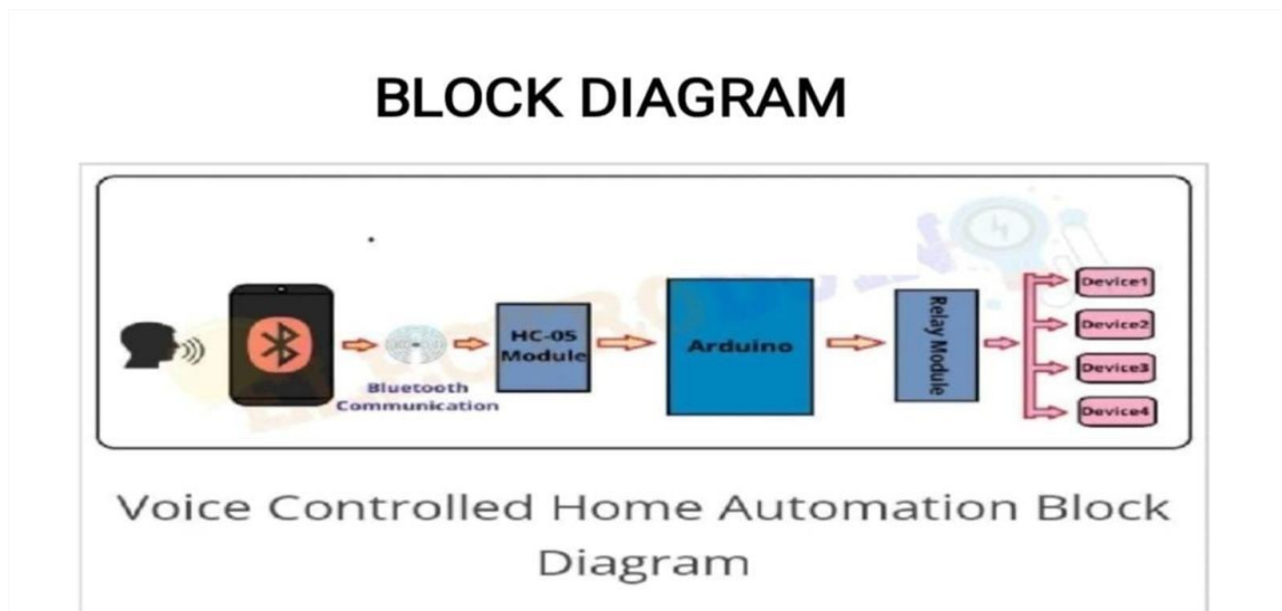 BLOCK DIAGRAM
HC-05
Module
Bluetooth
Communication
Arduino
Relay Module
Device1
Device2
Device3
Device4
Voice Controlled Home Automation Block
Diagram